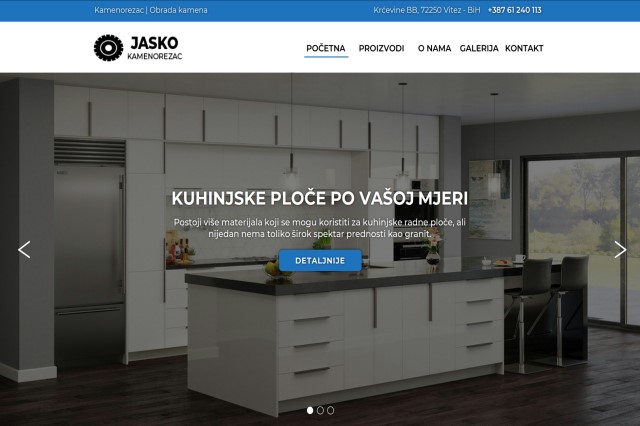 Kamenorezac | Obrada kamena
Krćevine BB, 72250 Vitez - BiH +387 61 240 113
JASKO
KAMENOREZAC
POČETNA PROIZVODI O NAMA GALERIJA KONTAKT
KUHINJSKE PLOČE PO VAŠOJ MJERI
Postoji više materijala koji se mogu koristiti za kuhinjske radne ploče, ali
nijedan nema toliko širok spektar prednosti kao granit.
DETALJNIJE